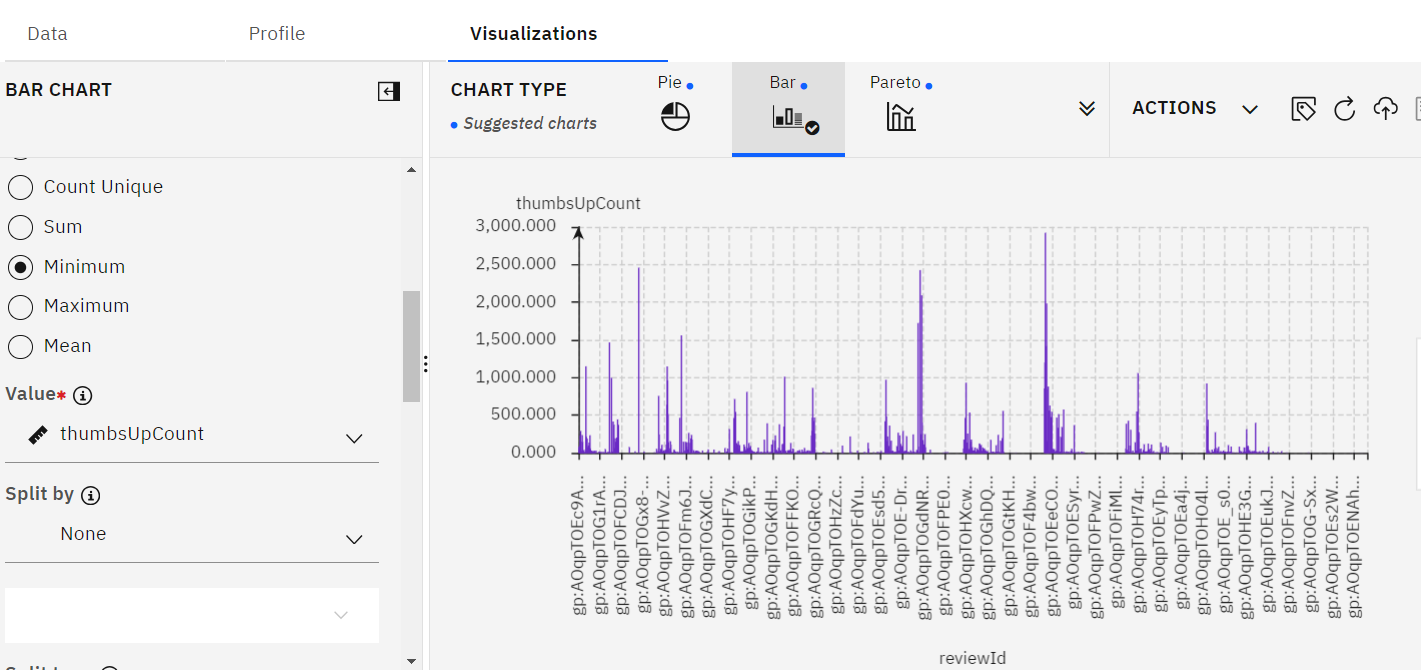 Data
Profile
Visualizations
BAR CHART
CHART TYPE
Suggested charts
Pie
Bar
Pareto
ACTIONS
Count Unique
Sum
Minimum
Maximum
Mean
Value*
thumbsUpCount
Split by
None
thumbsUpCount
3,000.000
2,500.000
2,000.000
1,500.000
1,000.000
500.000
0.000
gp:AOqpTOEc9A...
gp:AOqpTOG1rA...
gp:AOqpTOFCDJ...
gp:AOqpTOGx8-...
gp:AOqpTOHWvZ...
gp:AOqpTOFm6J...
gp:AOqpTOGXdC...
gp:AOqpTOHF7y...
gp:AOqpTOGikP...
gp:AOqpTOGKdH...
gp:AOqpTOFFKO...
gp:AOqpTOGRcQ...
gp:AOqpTOHzZc...
gp:AOqpTOFdYu...
gp:AOqpTOEsd5...
gp:AOqpTOE-Dr...
gp:AOqpTOGdNR...
gp:AOqpTOFPE0...
gp:AOqpTOHXcw...
gp:AOqpTOGhDQ...
gp:AOqpTOGtKH...
gp:AOqpTOF4bw...
gp:AOqpTOEeCO...
gp:AOqpTOESyr...
gp:AOqpTOFPwZ...
gp:AOqpTOFiMl...
gp:AOqpTOH74r...
gp:AOqpTOEyTp...
gp:AOqpTOEa4j...
gp:AOqpTOHO4l...
gp:AOqpTOE_s0...
gp:AOqpTOHE3G...
gp:AOqpTOEukJ...
gp:AOqpTOFnvZ...
gp:AOqpTOG-Sx...
gp:AOqpTOEs2W...
gp:AOqpTOENAh...
reviewId